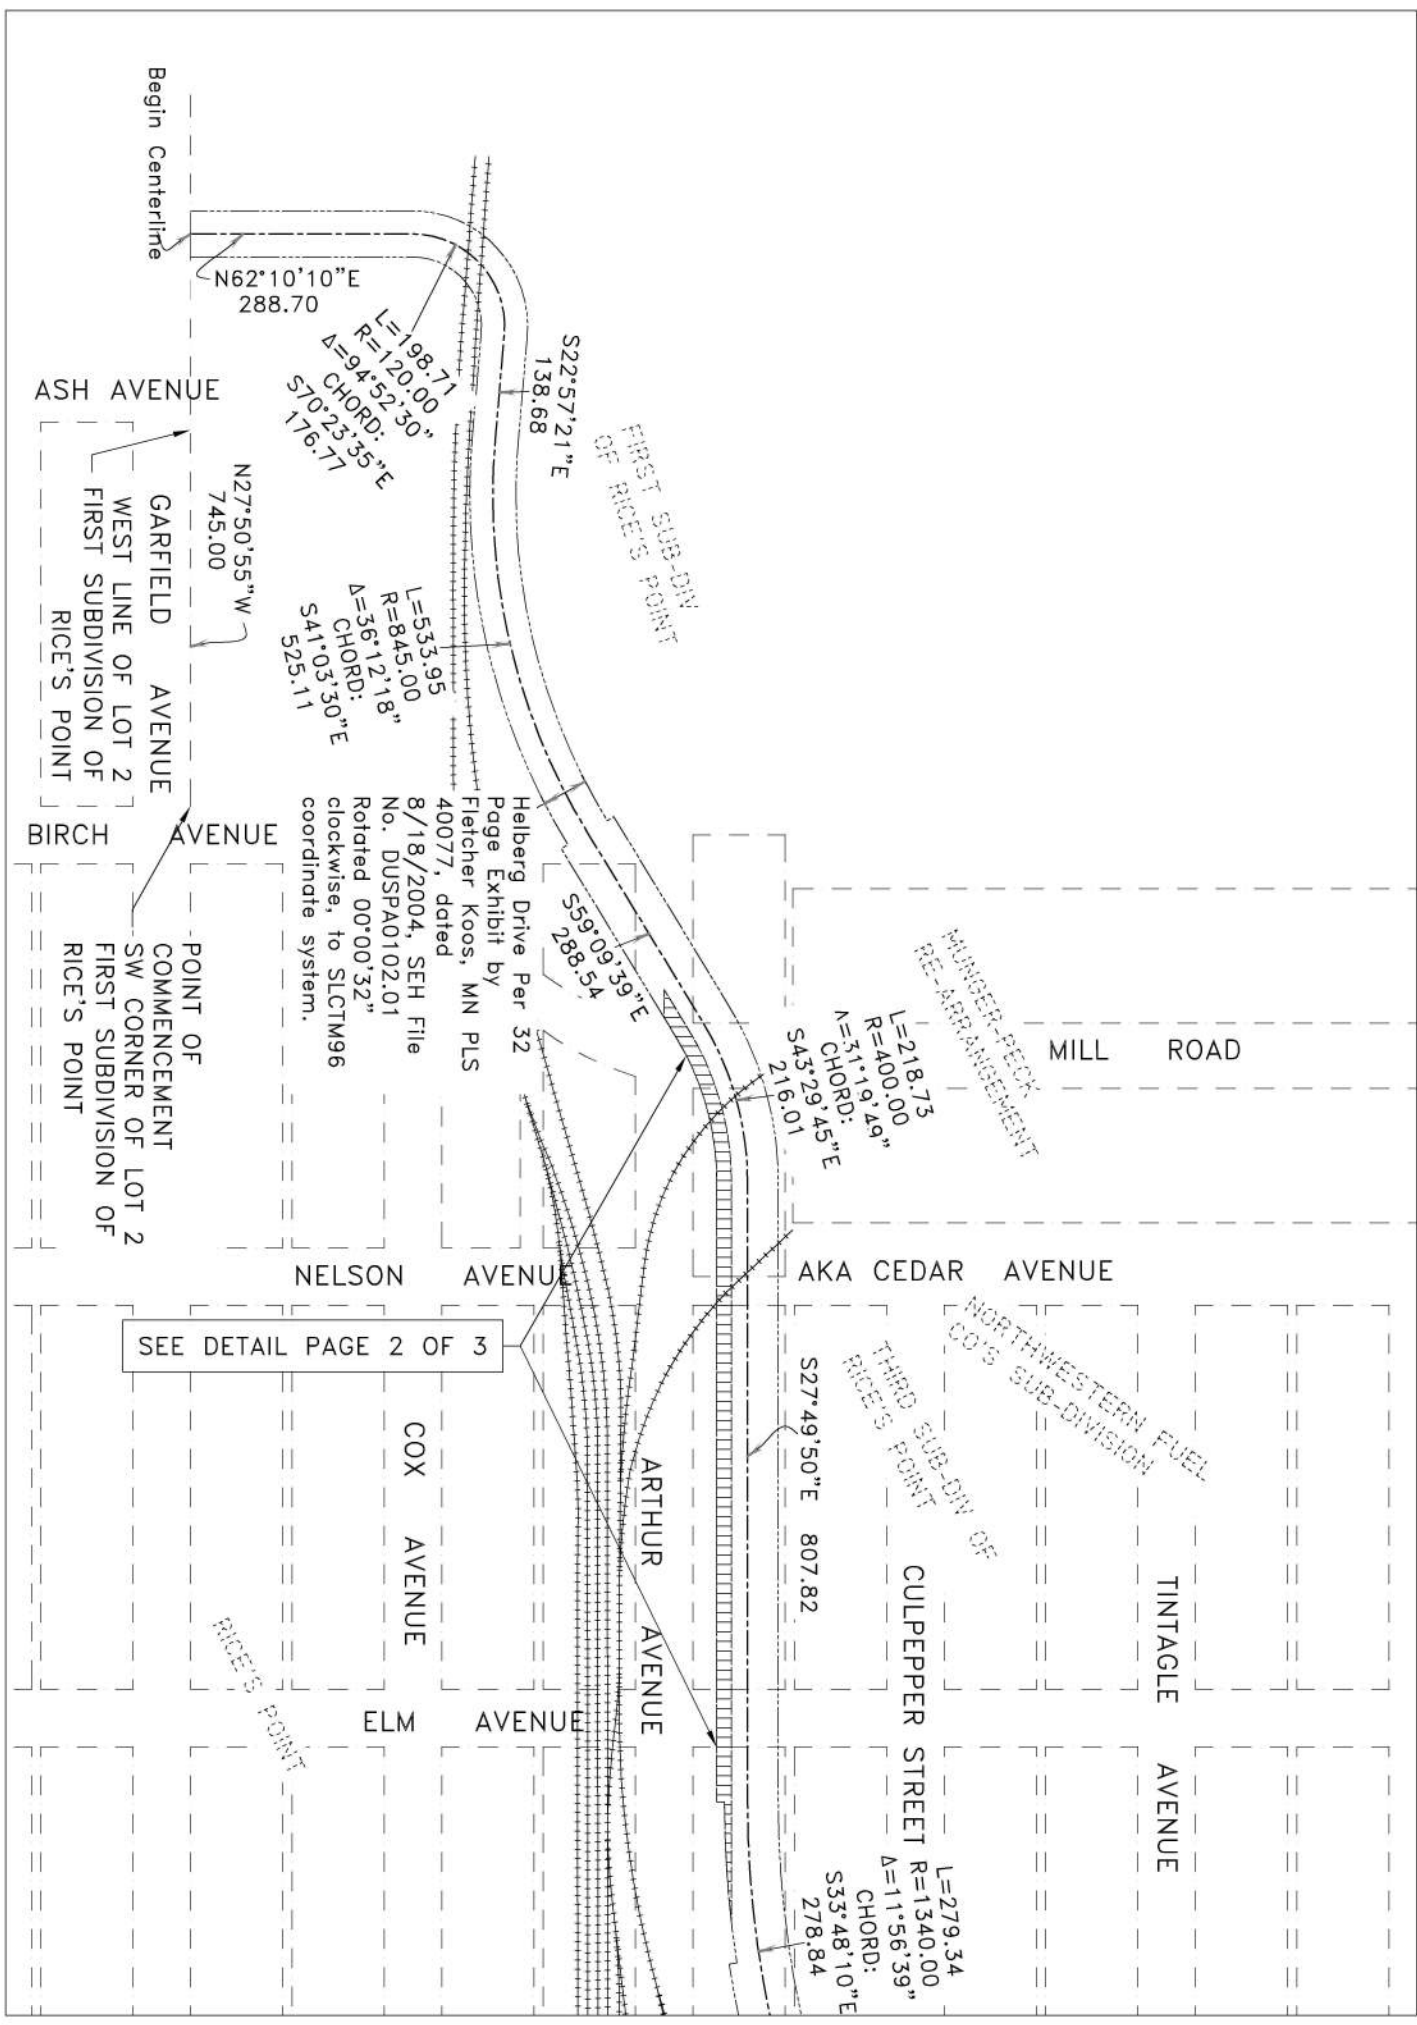 Begin Centerline
N62°10'10"E
288.70
L=198.71
R=120.00
Δ=94°52'30"
CHORD:
S70°23'35"E
176.77
S22°57'21"E
138.68
FIRST SUB-DIV
OF RICE'S POINT
ASH AVENUE
N27°50'55"W
745.00
GARFIELD AVENUE
WEST LINE OF LOT 2
FIRST SUBDIVISION OF
RICE'S POINT
L=533.95
R=845.00
Δ=36°12'18"
CHORD:
S41°03'30"E
525.11
Helberg Drive Per 32
Page Exhibit by
Fletcher Koos, MN PLS
40077, dated
8/18/2004, SEH File
No. DUSPA0102.01
Rotated 00°00'32"
clockwise, to SLCTM96
coordinate system.
BIRCH AVENUE
POINT OF
COMMENCEMENT
SW CORNER OF LOT 2
FIRST SUBDIVISION OF
RICE'S POINT
S59°09'39"E
288.54
L=218.73
R=400.00
Δ=31°19'49"
CHORD:
S43°29'45"E
216.01
MUNGER-PECK
RE-ARRANGEMENT
MILL ROAD
NELSON AVENUE
AKA CEDAR AVENUE
SEE DETAIL PAGE 2 OF 3
NORTHWESTERN FUEL
CO'S SUB-DIVISION
THIRD SUB-DIV OF
RICE'S POINT
S27°49'50"E 807.82
COX AVENUE
ARTHUR AVENUE
CULPEPPER STREET
TINTAGLE AVENUE
RICE'S POINT
ELM AVENUE
L=279.34
R=1340.00
Δ=11°56'39"
CHORD:
S33°48'10"E
278.84